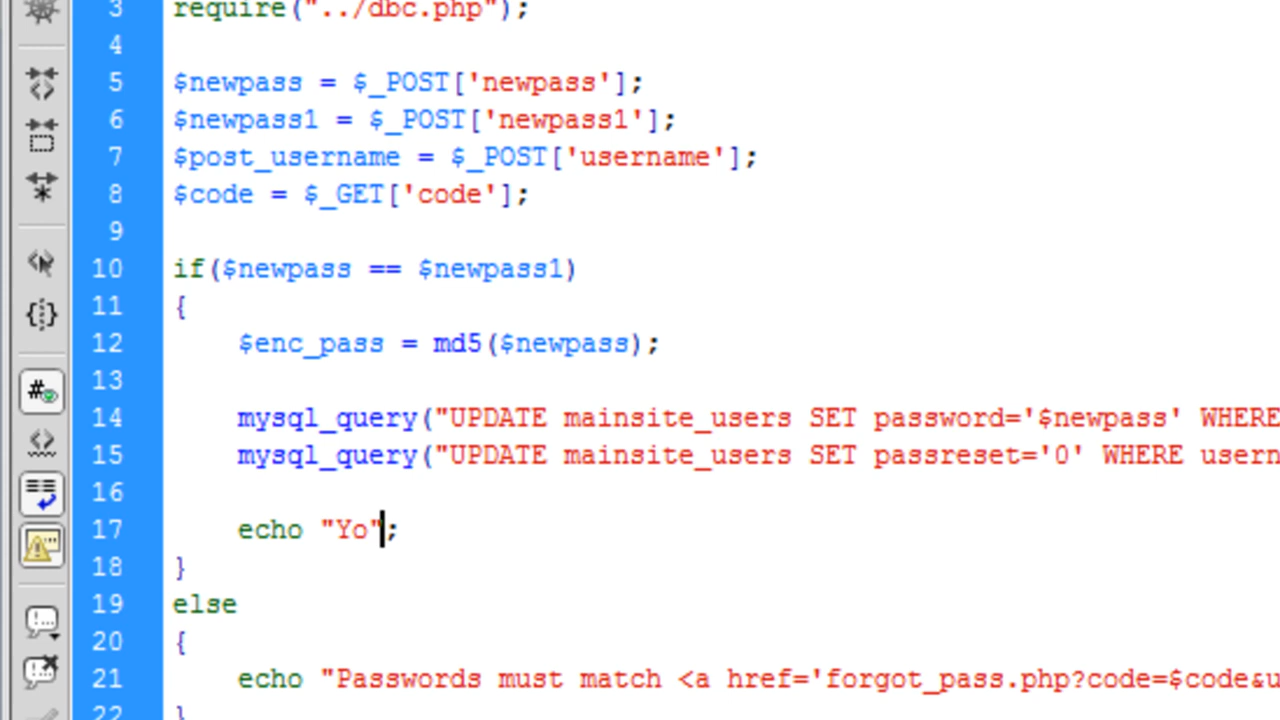 3 require("../dbc.php");
4
5 $newpass = $_POST['newpass'];
6 $newpass1 = $_POST['newpass1'];
7 $post_username = $_POST['username'];
8 $code = $_GET['code'];
9
10 if($newpass == $newpass1)
11 {
12 $enc_pass = md5($newpass);
13
14 mysql_query("UPDATE mainsite_users SET password='$newpass' WHERE
15 mysql_query("UPDATE mainsite_users SET passreset='0' WHERE usern
16
17 echo "Yo";
18 }
19 else
20 {
21 echo "Passwords must match <a href='forgot_pass.php?code=$code&u
22 }